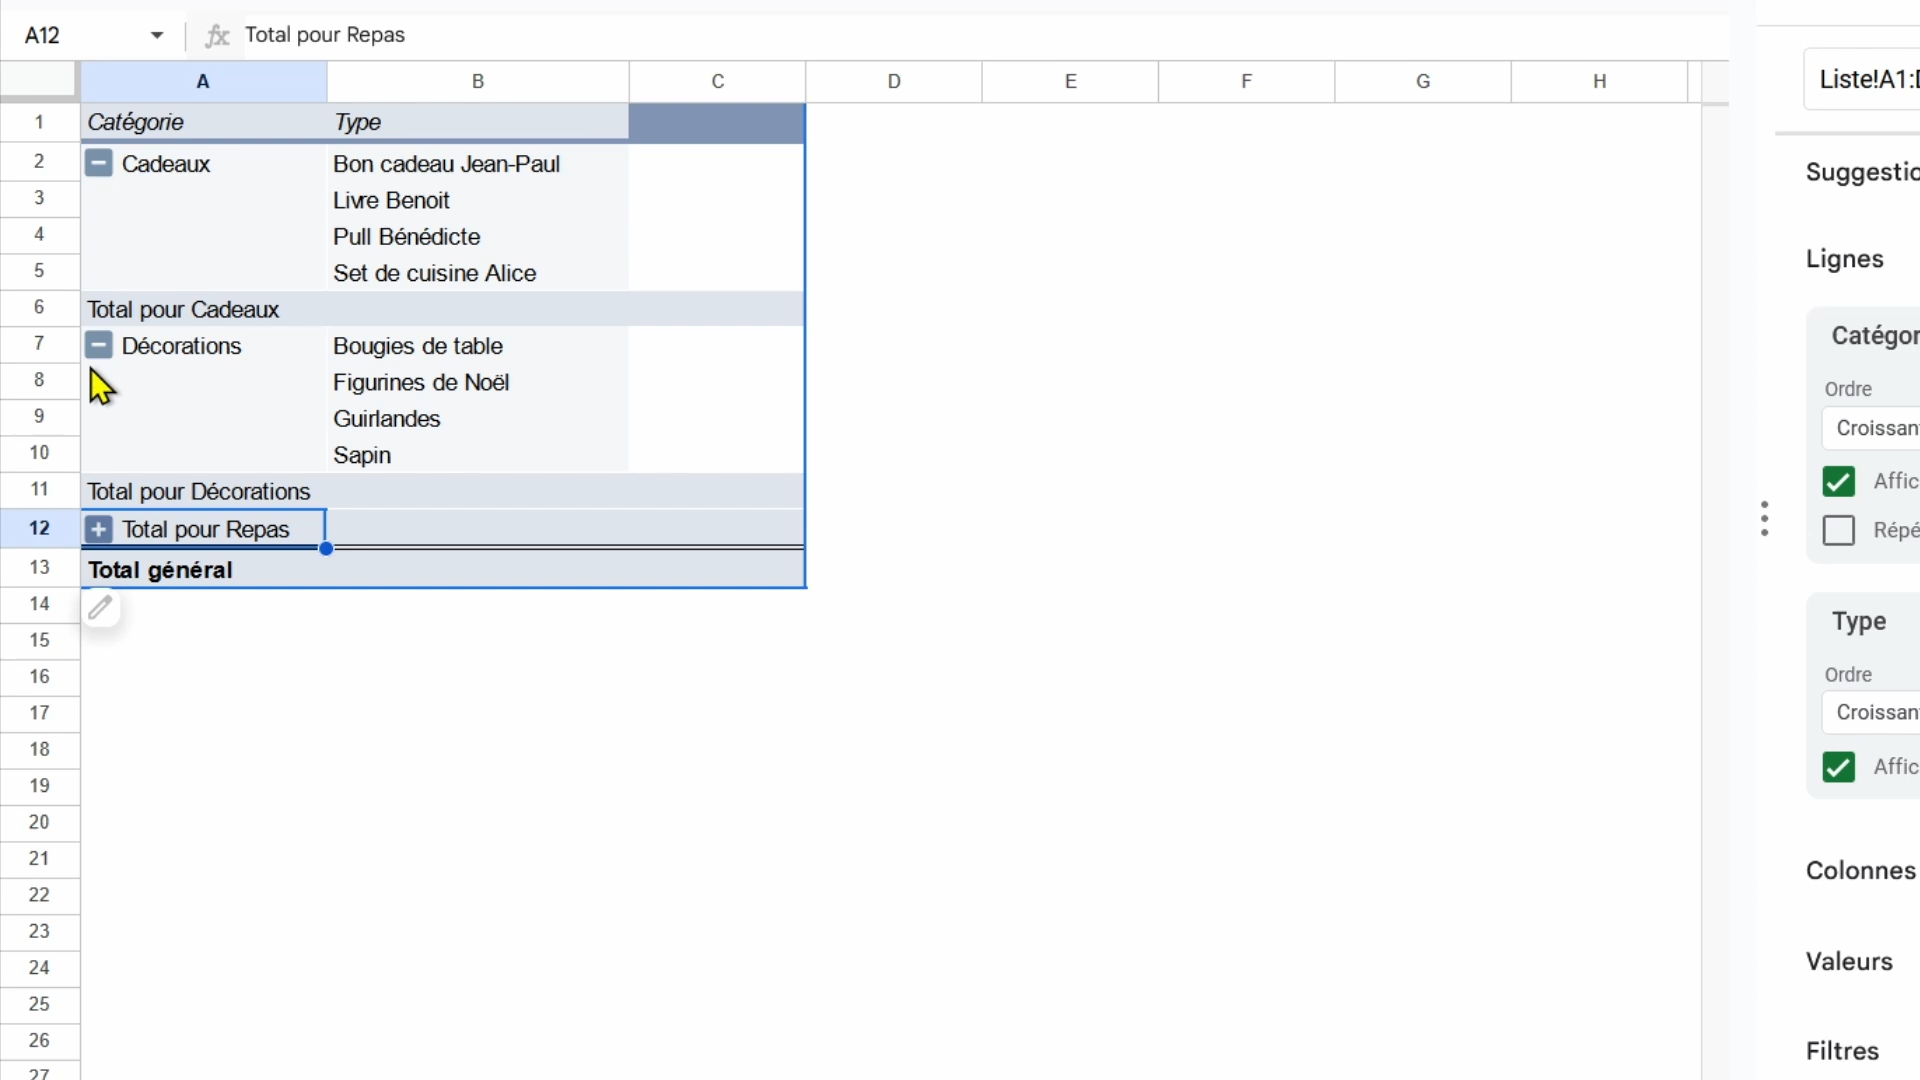 A12 fx Total pour Repas
A B C D E F G H
Liste!A1:D
1 Catégorie Type
2 Cadeaux Bon cadeau Jean-Paul
3 Livre Benoit
4 Pull Bénédicte
5 Set de cuisine Alice
6 Total pour Cadeaux
7 Décorations Bougies de table
8 Figurines de Noël
9 Guirlandes
10 Sapin
11 Total pour Décorations
12 Total pour Repas
13 Total général
14
15
16
17
18
19
20
21
22
23
24
25
26
27
Suggestio
Lignes
Catégor
Ordre
Croissan
Affic
Répé
Type
Ordre
Croissan
Affic
Colonnes
Valeurs
Filtres